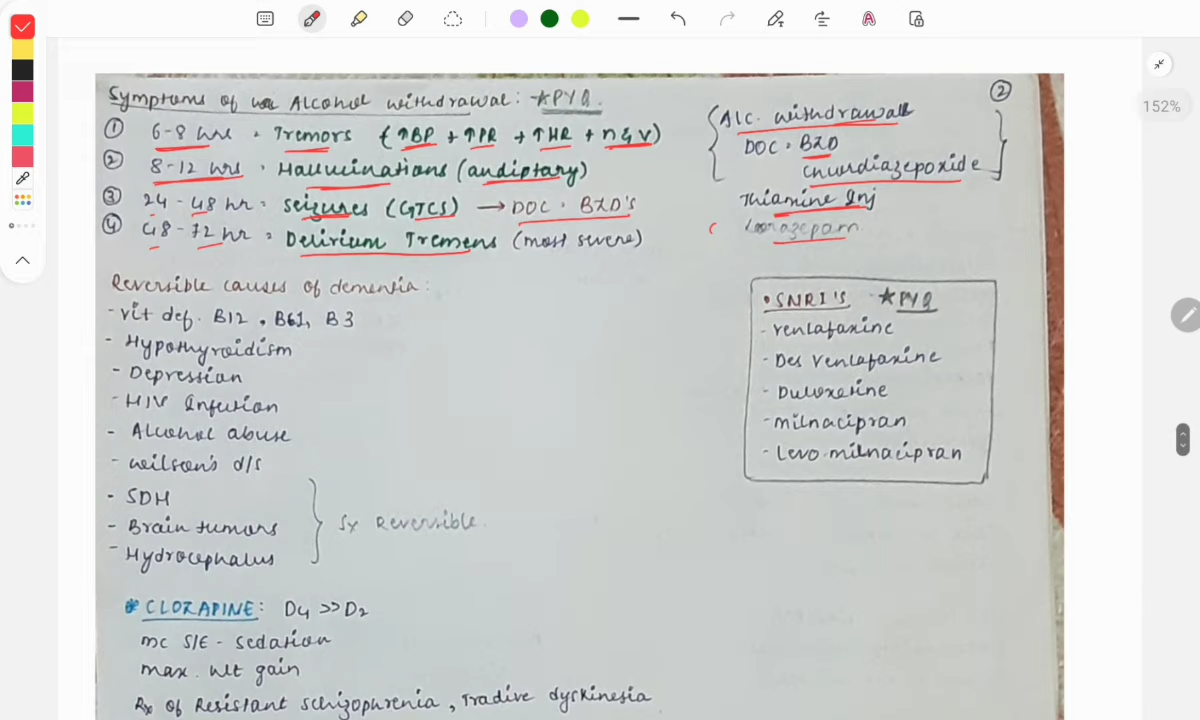 152%
Symptoms of Alcohol withdrawal: ★PYQ.
②
① 6-8 hrs = Tremors (↑BP + ↑PR + ↑HR + n & v)
② 8-12 hrs = Hallucinations (audiptary)
③ 24-48 hr = Seizures (GTCS) → DOC = BZD's
④ 48-72 hr = Delirium Tremens (most severe)
Alc. withdrawal
DOC = BZD
Chlordiazepoxide
Thiamine Inj
Lorazepam
Reversible causes of dementia:
- vit def. B12, B61, B3
- Hypothyroidism
- Depression
- HIV Infection
- Alcohol abuse
- Wilson's d/s
- SDH
- Brain tumors
- Hydrocephalus
Sx Reversible.
• SNRI'S ★PYQ
- Venlafaxine
- Des Venlafaxine
- Duloxetine
- Milnacipran
- Levo milnacipran
* CLOZAPINE: D4 >> D2
mc S/E - sedation
max. wt gain
Rx of Resistant schizophrenia, Tradive dyskinesia